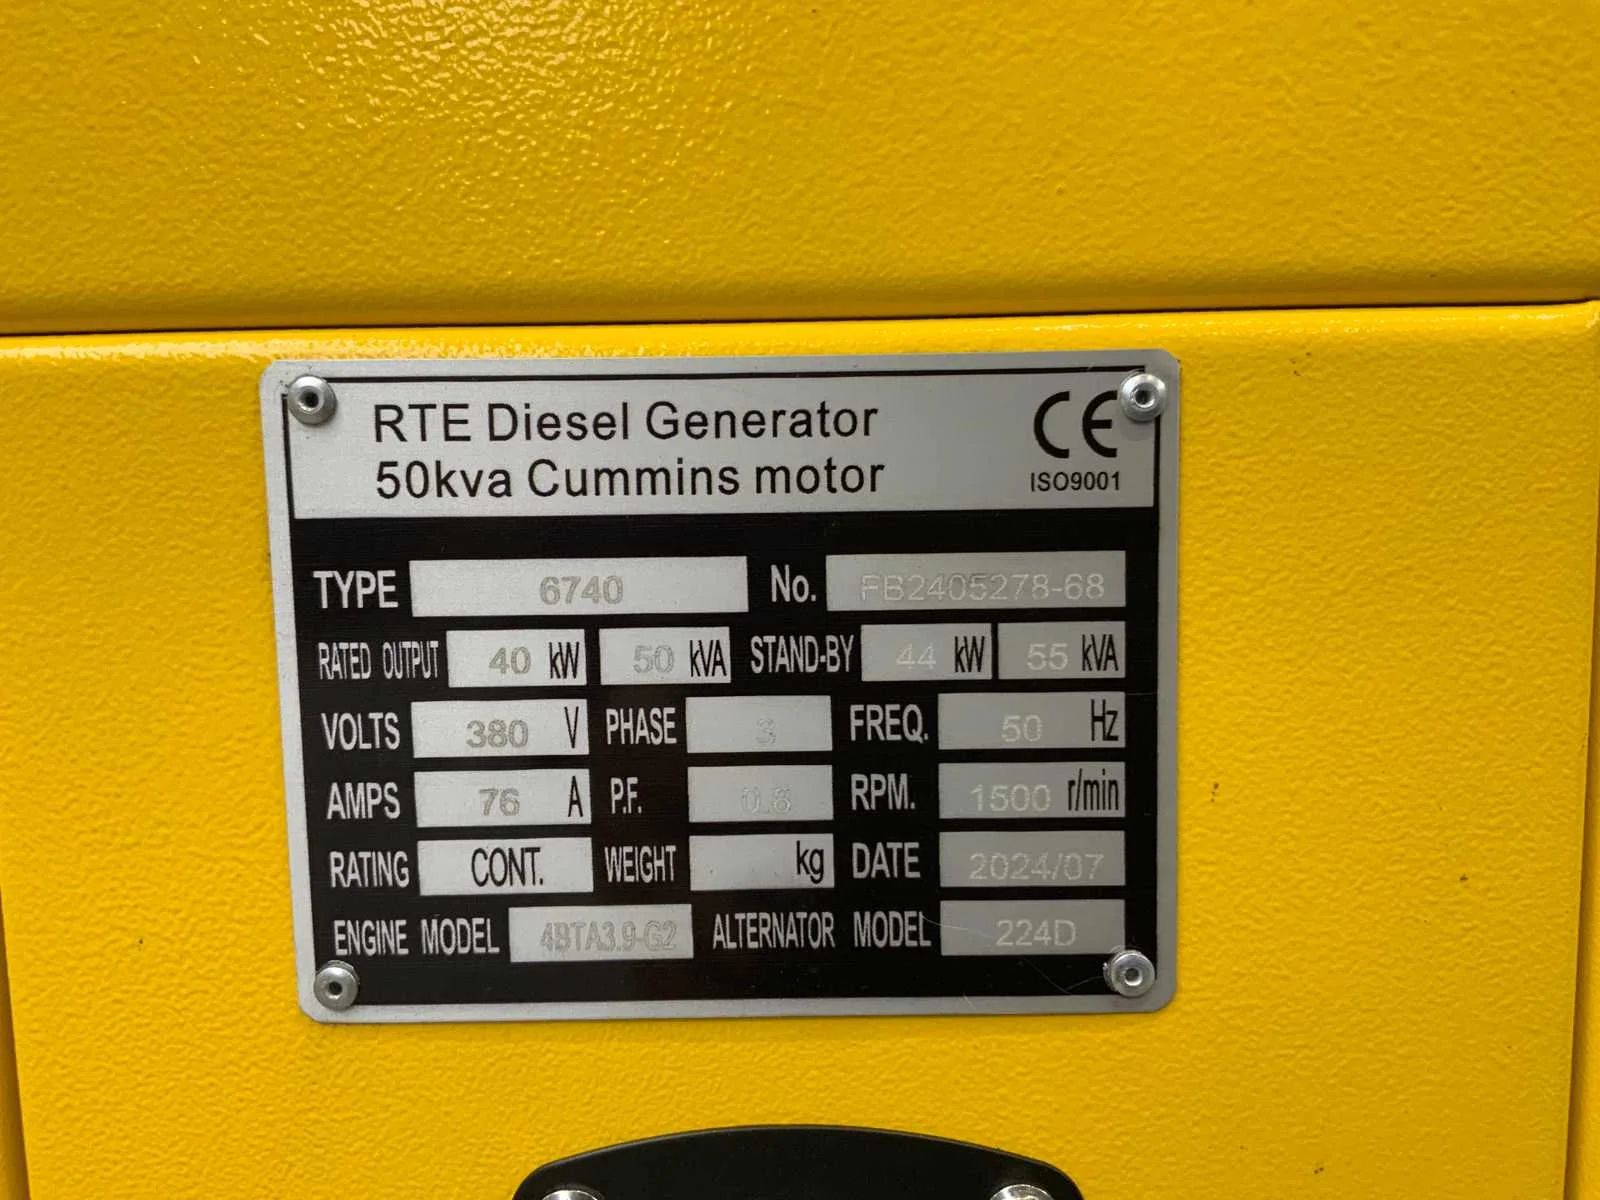 RTE Diesel Generator
50kva Cummins motor
CE
ISO9001
TYPE 6740 No. FB2405278-68
RATED OUTPUT 40 kW 50 kVA STAND-BY 44 kW 55 kVA
VOLTS 380 V PHASE 3 FREQ. 50 Hz
AMPS 76 A P.F. 0.8 RPM. 1500 r/min
RATING CONT. WEIGHT kg DATE 2024/07
ENGINE MODEL 4BTA3.9-G2 ALTERNATOR MODEL 224D